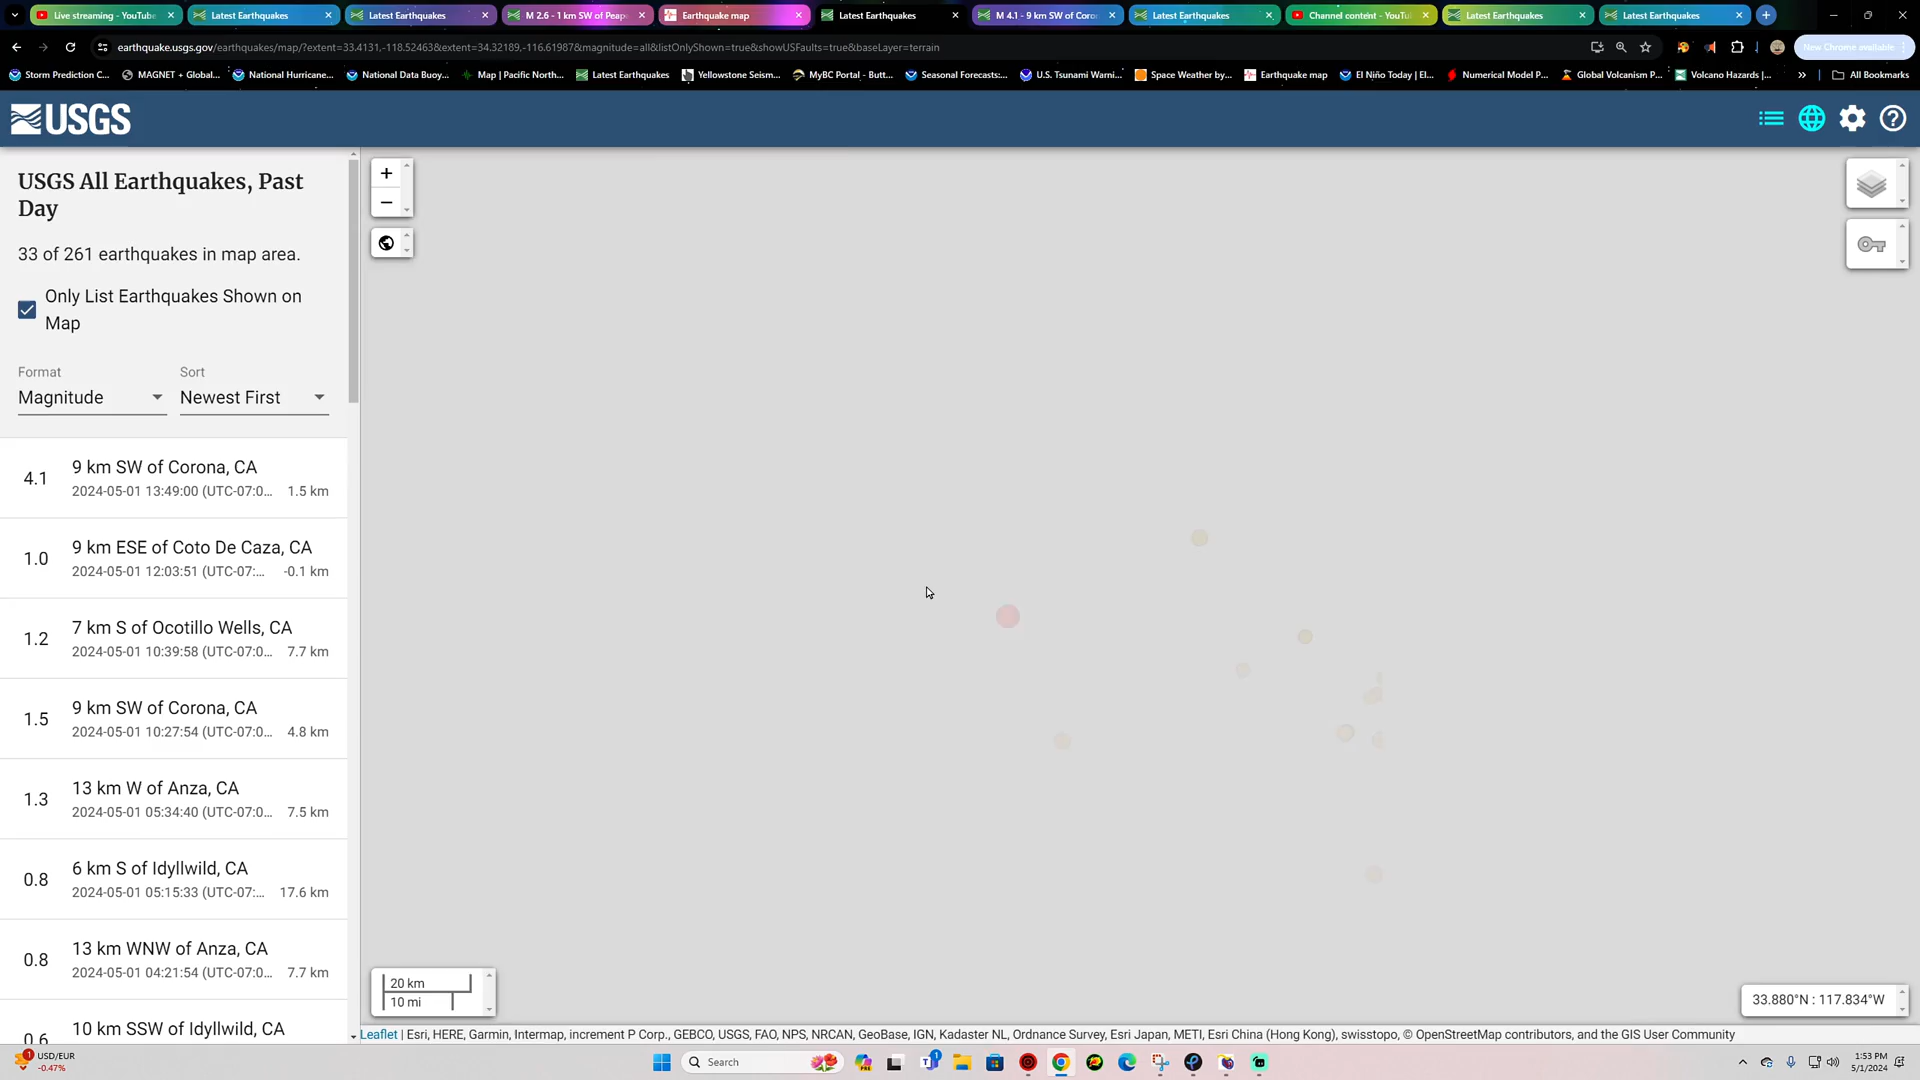 Live streaming - YouTube
Latest Earthquakes
Latest Earthquakes
M 2.6 - 1 km SW of Peap
Earthquake map
Latest Earthquakes
M 4.1 - 9 km SW of Coro
Latest Earthquakes
Channel content - YouTu
Latest Earthquakes
Latest Earthquakes
earthquake.usgs.gov/earthquakes/map/?extent=33.4131,-118.52463&extent=34.32189,-116.61987&magnitude=all&listOnlyShown=true&showUSFaults=true&baseLayer=terrain
New Chrome available
Storm Prediction C...
MAGNET + Global...
National Hurricane...
National Data Buoy...
Map | Pacific North...
Latest Earthquakes
Yellowstone Seism...
MyBC Portal - Butt...
Seasonal Forecasts:...
U.S. Tsunami Warni...
Space Weather by...
Earthquake map
El Niño Today | El...
Numerical Model P...
Global Volcanism P...
Volcano Hazards |...
All Bookmarks
USGS
USGS All Earthquakes, Past
Day
33 of 261 earthquakes in map area.
Only List Earthquakes Shown on
Map
Format
Sort
Magnitude
Newest First
4.1
9 km SW of Corona, CA
2024-05-01 13:49:00 (UTC-07:0...
1.5 km
1.0
9 km ESE of Coto De Caza, CA
2024-05-01 12:03:51 (UTC-07:...
-0.1 km
1.2
7 km S of Ocotillo Wells, CA
2024-05-01 10:39:58 (UTC-07:0...
7.7 km
1.5
9 km SW of Corona, CA
2024-05-01 10:27:54 (UTC-07:0...
4.8 km
1.3
13 km W of Anza, CA
2024-05-01 05:34:40 (UTC-07:0...
7.5 km
0.8
6 km S of Idyllwild, CA
2024-05-01 05:15:33 (UTC-07:...
17.6 km
0.8
13 km WNW of Anza, CA
2024-05-01 04:21:54 (UTC-07:0...
7.7 km
0.6
10 km SSW of Idyllwild, CA
+
−
20 km
10 mi
33.880°N : 117.834°W
Leaflet | Esri, HERE, Garmin, Intermap, increment P Corp., GEBCO, USGS, FAO, NPS, NRCAN, GeoBase, IGN, Kadaster NL, Ordnance Survey, Esri Japan, METI, Esri China (Hong Kong), swisstopo, © OpenStreetMap contributors, and the GIS User Community
1
USD/EUR
-0.47%
Search
1
1:53 PM
5/1/2024